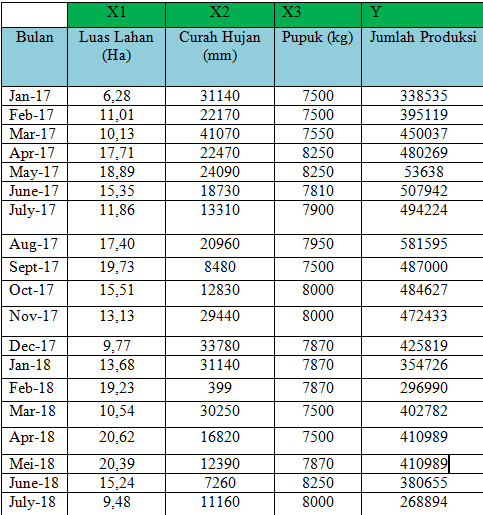 X1 X2 X3 Y
Bulan Luas Lahan (Ha) Curah Hujan (mm) Pupuk (kg) Jumlah Produksi
Jan-17 6,28 31140 7500 338535
Feb-17 11,01 22170 7500 395119
Mar-17 10,13 41070 7550 450037
Apr-17 17,71 22470 8250 480269
May-17 18,89 24090 8250 53638
June-17 15,35 18730 7810 507942
July-17 11,86 13310 7900 494224
Aug-17 17,40 20960 7950 581595
Sept-17 19,73 8480 7500 487000
Oct-17 15,51 12830 8000 484627
Nov-17 13,13 29440 8000 472433
Dec-17 9,77 33780 7870 425819
Jan-18 13,68 31140 7870 354726
Feb-18 19,23 399 7870 296990
Mar-18 10,54 30250 7500 402782
Apr-18 20,62 16820 7500 410989
Mei-18 20,39 12390 7870 410989
June-18 15,24 7260 8250 380655
July-18 9,48 11160 8000 268894